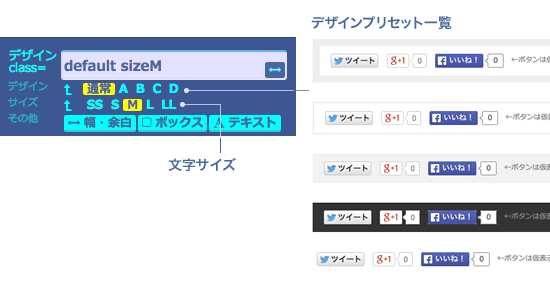 デザインプリセット一覧
デザイン
class=
default sizeM
デザイン 通常 A B C D
サイズ SS S M L LL
その他 幅・余白 ボックス A テキスト
文字サイズ
ツイート g+1 0 いいね! 0 ←ボタンは仮表
ツイート g+1 0 いいね! 0 ←ボタンは仮
ツイート g+1 0 いいね! 0 ←ボタンは仮
ツイート g+1 0 いいね! 0 ←ボタンは仮
ツイート g+1 0 いいね! 0 ←ボタンは仮表示